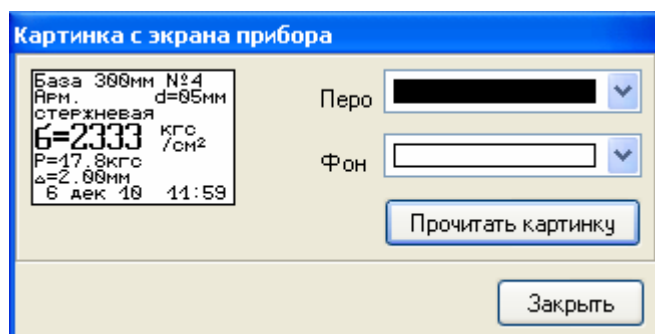 Картинка с экрана прибора
База 300мм №4
Арм. d=05мм
стержневая
б=2333 кгс
/см²
P=17.8кгс
△=2.00мм
6 дек 10 11:59
Перо
Фон
Прочитать картинку
Закрыть